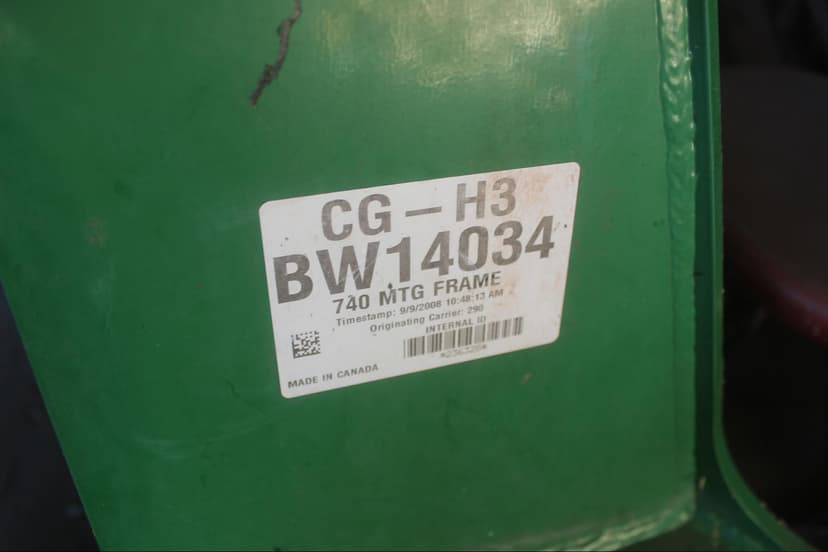 CG – H3
BW14034
740 MTG FRAME
Timestamp: 9/9/2008 10:48:13 AM
Originating Carrier: 290
INTERNAL ID
MADE IN CANADA